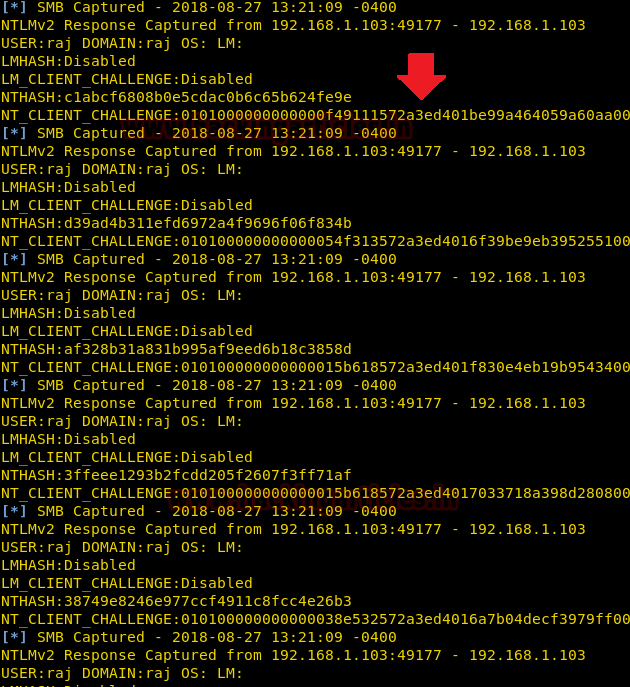 [*] SMB Captured - 2018-08-27 13:21:09 -0400
NTLMv2 Response Captured from 192.168.1.103:49177 - 192.168.1.103
USER:raj DOMAIN:raj OS: LM:
LMHASH:Disabled
LM_CLIENT_CHALLENGE:Disabled
NTHASH:c1abcf6808b0e5cdac0b6c65b624fe9e
NT_CLIENT_CHALLENGE:01010000000000000f49111572a3ed401be99a464059a60aa00
[*] SMB Captured - 2018-08-27 13:21:09 -0400
NTLMv2 Response Captured from 192.168.1.103:49177 - 192.168.1.103
USER:raj DOMAIN:raj OS: LM:
LMHASH:Disabled
LM_CLIENT_CHALLENGE:Disabled
NTHASH:d39ad4b311efd6972a4f9696f06f834b
NT_CLIENT_CHALLENGE:010100000000000054f313572a3ed4016f39be9eb395255100
[*] SMB Captured - 2018-08-27 13:21:09 -0400
NTLMv2 Response Captured from 192.168.1.103:49177 - 192.168.1.103
USER:raj DOMAIN:raj OS: LM:
LMHASH:Disabled
LM_CLIENT_CHALLENGE:Disabled
NTHASH:af328b31a831b995af9eed6b18c3858d
NT_CLIENT_CHALLENGE:010100000000000015b618572a3ed401f830e4eb19b9543400
[*] SMB Captured - 2018-08-27 13:21:09 -0400
NTLMv2 Response Captured from 192.168.1.103:49177 - 192.168.1.103
USER:raj DOMAIN:raj OS: LM:
LMHASH:Disabled
LM_CLIENT_CHALLENGE:Disabled
NTHASH:3ffeee1293b2fcdd205f2607f3ff71af
NT_CLIENT_CHALLENGE:010100000000000015b618572a3ed4017033718a398d280800
[*] SMB Captured - 2018-08-27 13:21:09 -0400
NTLMv2 Response Captured from 192.168.1.103:49177 - 192.168.1.103
USER:raj DOMAIN:raj OS: LM:
LMHASH:Disabled
LM_CLIENT_CHALLENGE:Disabled
NTHASH:38749e8246e977ccf4911c8fcc4e26b3
NT_CLIENT_CHALLENGE:010100000000000038e532572a3ed4016a7b04decf3979ff00
[*] SMB Captured - 2018-08-27 13:21:09 -0400
NTLMv2 Response Captured from 192.168.1.103:49177 - 192.168.1.103
USER:raj DOMAIN:raj OS: LM: